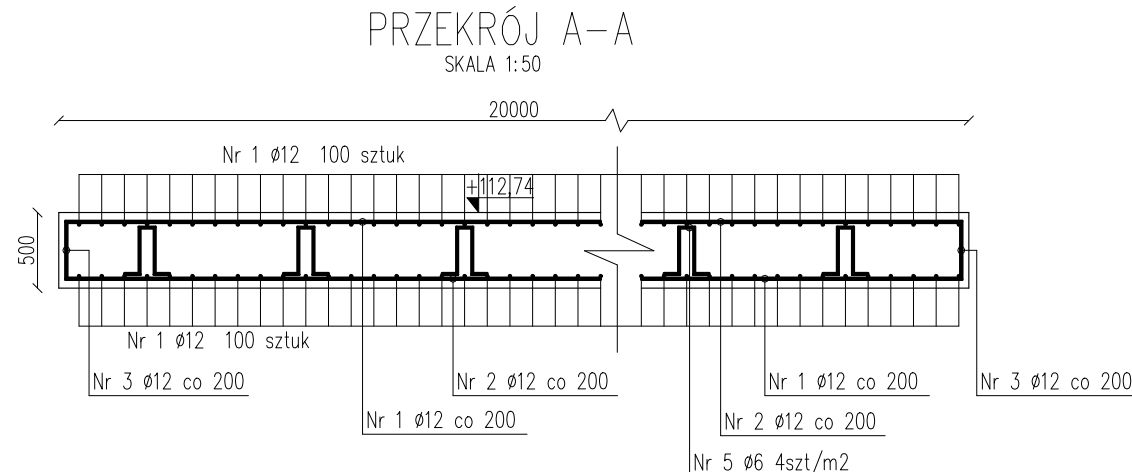 PRZEKRÓJ A-A
SKALA 1:50
20000
Nr 1 ø12 100 sztuk
+112,74
500
Nr 1 ø12 100 sztuk
Nr 3 ø12 co 200
Nr 2 ø12 co 200
Nr 1 ø12 co 200
Nr 3 ø12 co 200
Nr 1 ø12 co 200
Nr 2 ø12 co 200
Nr 5 ø6 4szt/m2